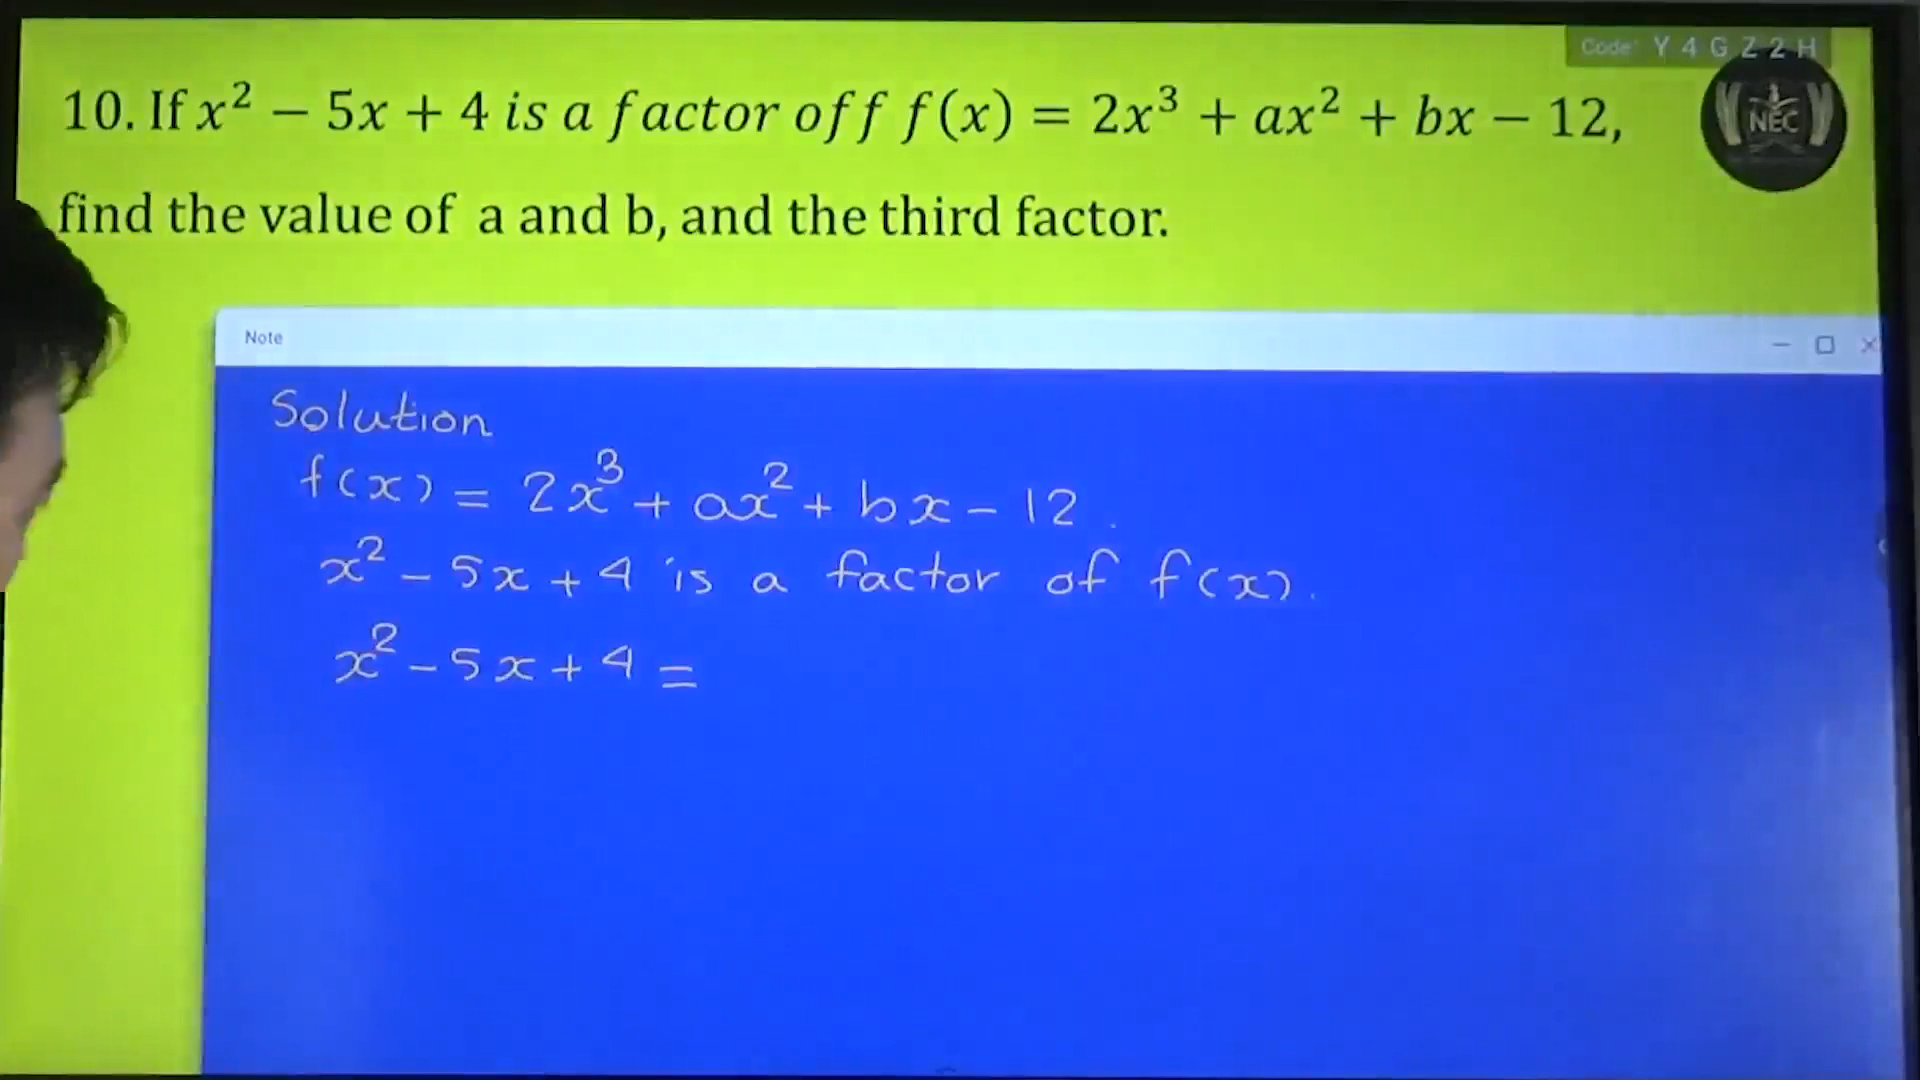 Code: Y 4 G Z 2 H
NEC
10. If x² − 5x + 4 is a factor off f(x) = 2x³ + ax² + bx − 12,
find the value of a and b, and the third factor.
Note
Solution
f(x) = 2x³ + ax² + bx − 12.
x² − 5x + 4 is a factor of f(x).
x² − 5x + 4 =